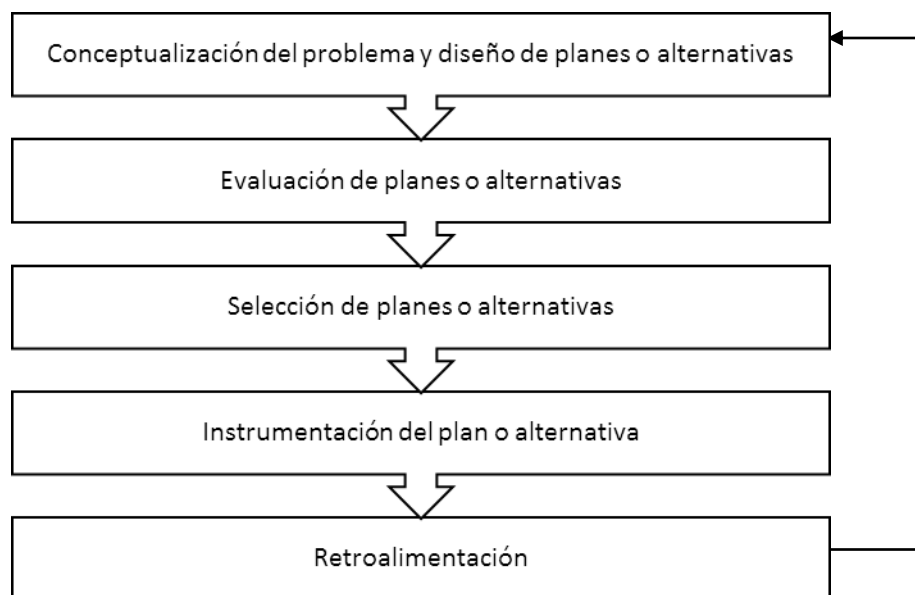 Conceptualización del problema y diseño de planes o alternativas
Evaluación de planes o alternativas
Selección de planes o alternativas
Instrumentación del plan o alternativa
Retroalimentación